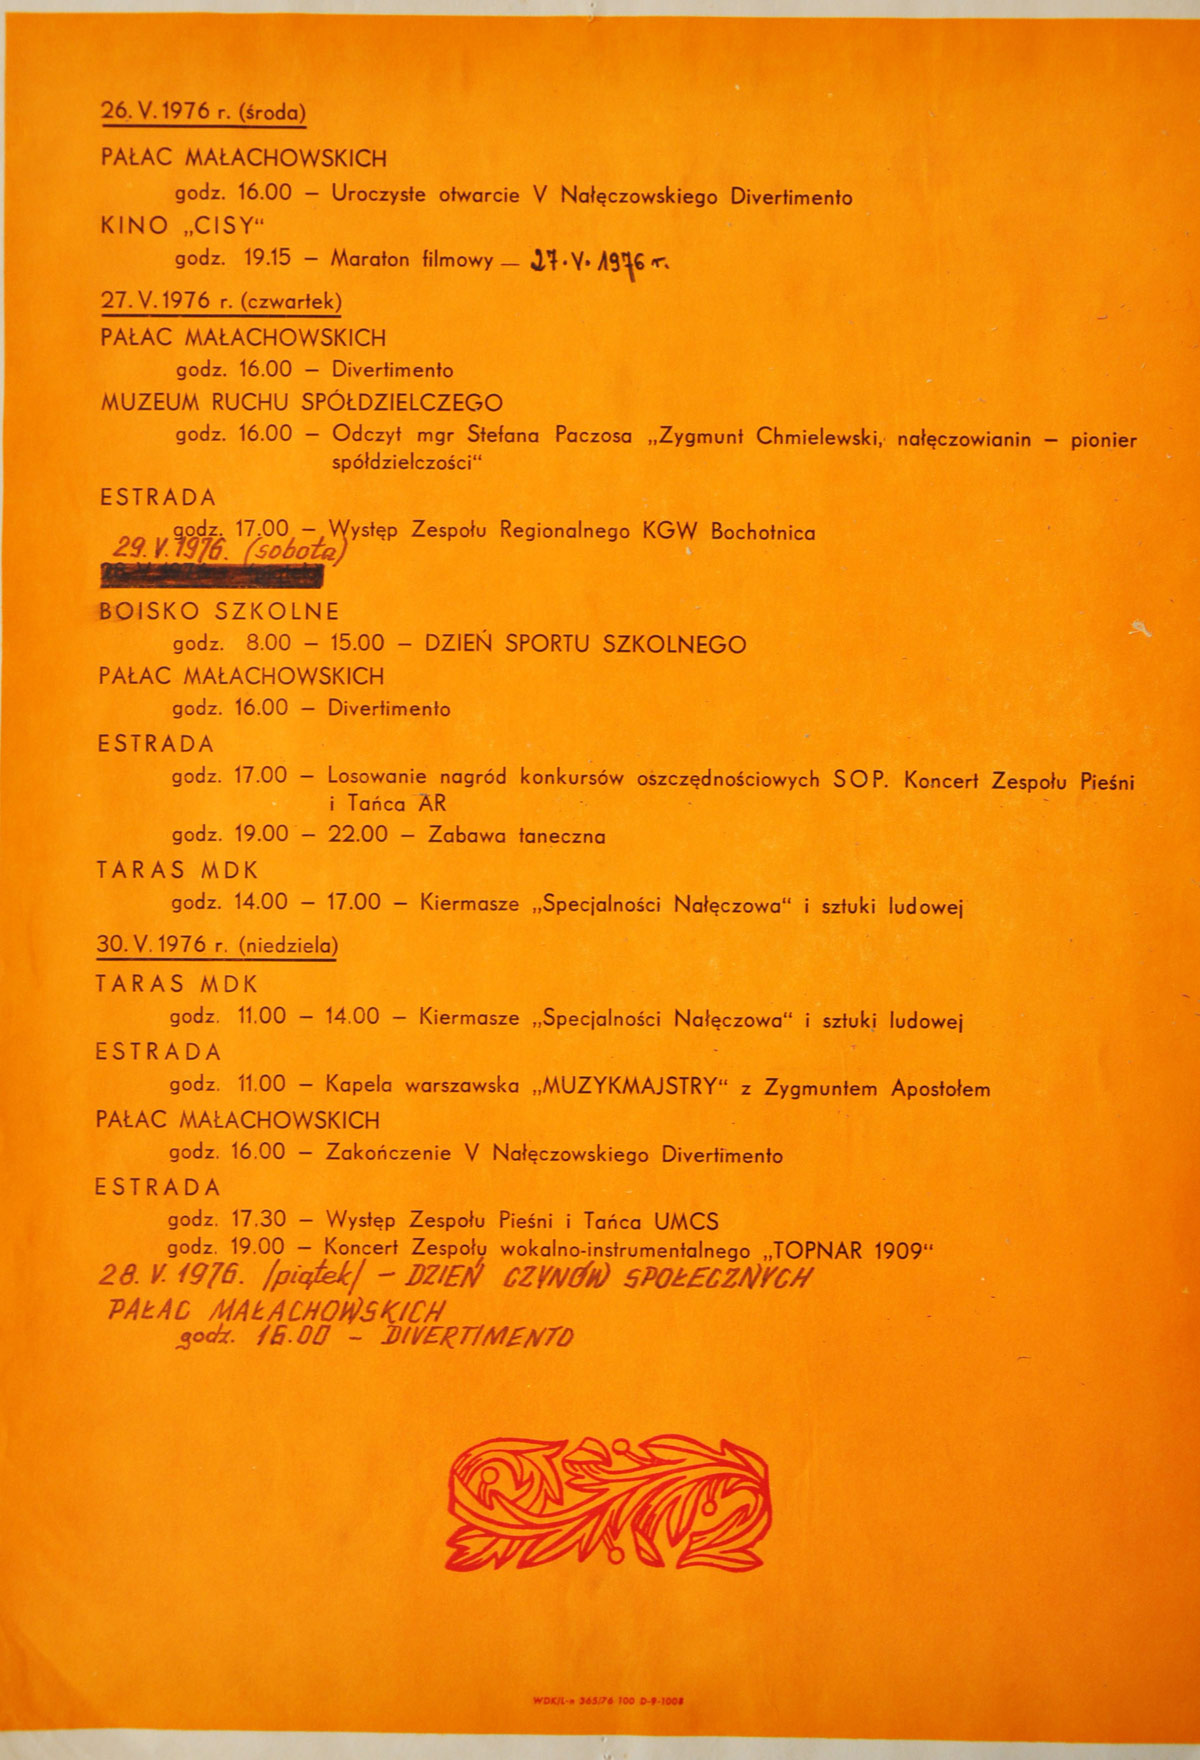 26. V. 1976 r. (środa)
PAŁAC MAŁACHOWSKICH
godz. 16.00 – Uroczyste otwarcie V Nałęczowskiego Divertimento
KINO „CISY“
godz. 19.15 – Maraton filmowy — 27.V.1976 r.
27. V. 1976 r. (czwartek)
PAŁAC MAŁACHOWSKICH
godz. 16.00 – Divertimento
MUZEUM RUCHU SPÓŁDZIELCZEGO
godz. 16.00 – Odczyt mgr Stefana Paczosa „Zygmunt Chmielewski, nałęczowianin – pionier
spółdzielczości“
ESTRADA
godz. 17.00 – Występ Zespołu Regionalnego KGW Bochotnica
29. V. 1976. (sobota)
BOISKO SZKOLNE
godz. 8.00 – 15.00 – DZIEŃ SPORTU SZKOLNEGO
PAŁAC MAŁACHOWSKICH
godz. 16.00 – Divertimento
ESTRADA
godz. 17.00 – Losowanie nagród konkursów oszczędnościowych SOP. Koncert Zespołu Pieśni
i Tańca AR
godz. 19.00 – 22.00 – Zabawa taneczna
TARAS MDK
godz. 14.00 – 17.00 – Kiermasze „Specjalności Nałęczowa“ i sztuki ludowej
30. V. 1976 r. (niedziela)
TARAS MDK
godz. 11.00 – 14.00 – Kiermasze „Specjalności Nałęczowa“ i sztuki ludowej
ESTRADA
godz. 11.00 – Kapela warszawska „MUZYKMAJSTRY“ z Zygmuntem Apostołem
PAŁAC MAŁACHOWSKICH
godz. 16.00 – Zakończenie V Nałęczowskiego Divertimento
ESTRADA
godz. 17.30 – Występ Zespołu Pieśni i Tańca UMCS
godz. 19.00 – Koncert Zespołu wokalno-instrumentalnego „TOPNAR 1909“
28. V. 1976. /piątek/ – DZIEŃ CZYNÓW SPOŁECZNYCH
PAŁAC MAŁACHOWSKICH
godz. 16.00 – DIVERTIMENTO
WDK/L-n 365/76 100 D-9-1008